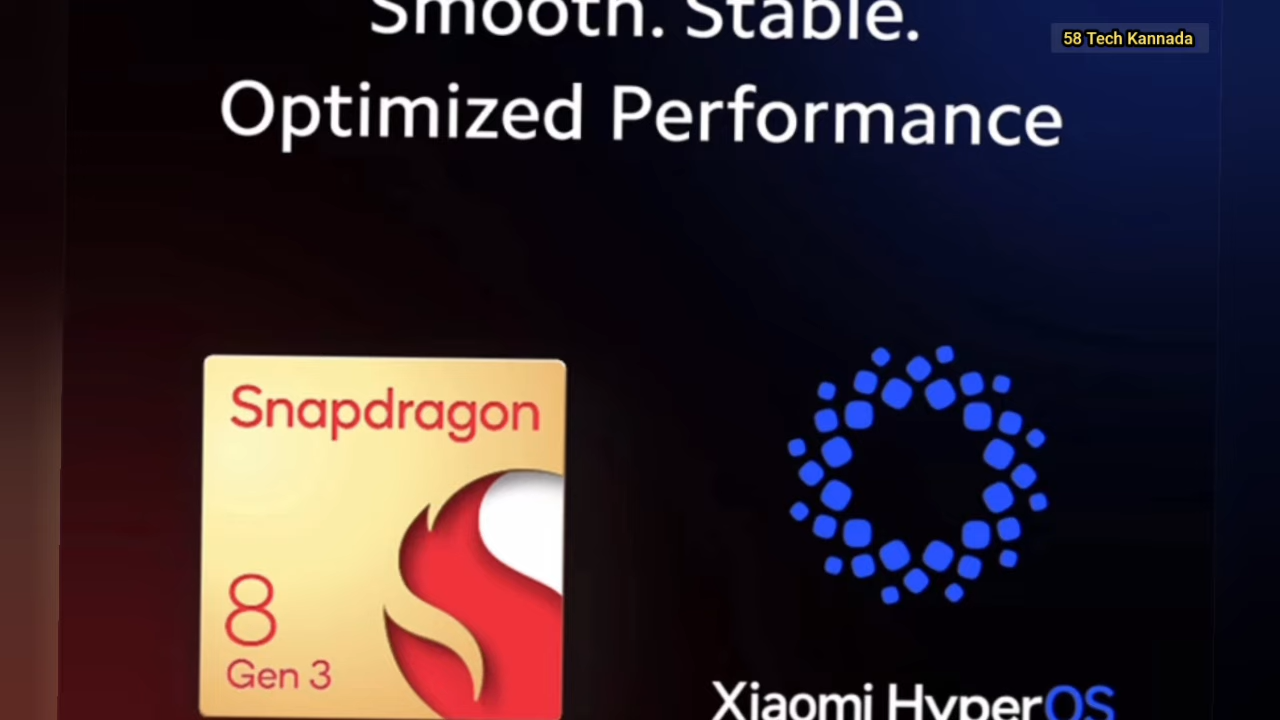 58 Tech Kannada
Smooth. Stable.
Optimized Performance
Snapdragon
8
Gen 3
Xiaomi HyperOS